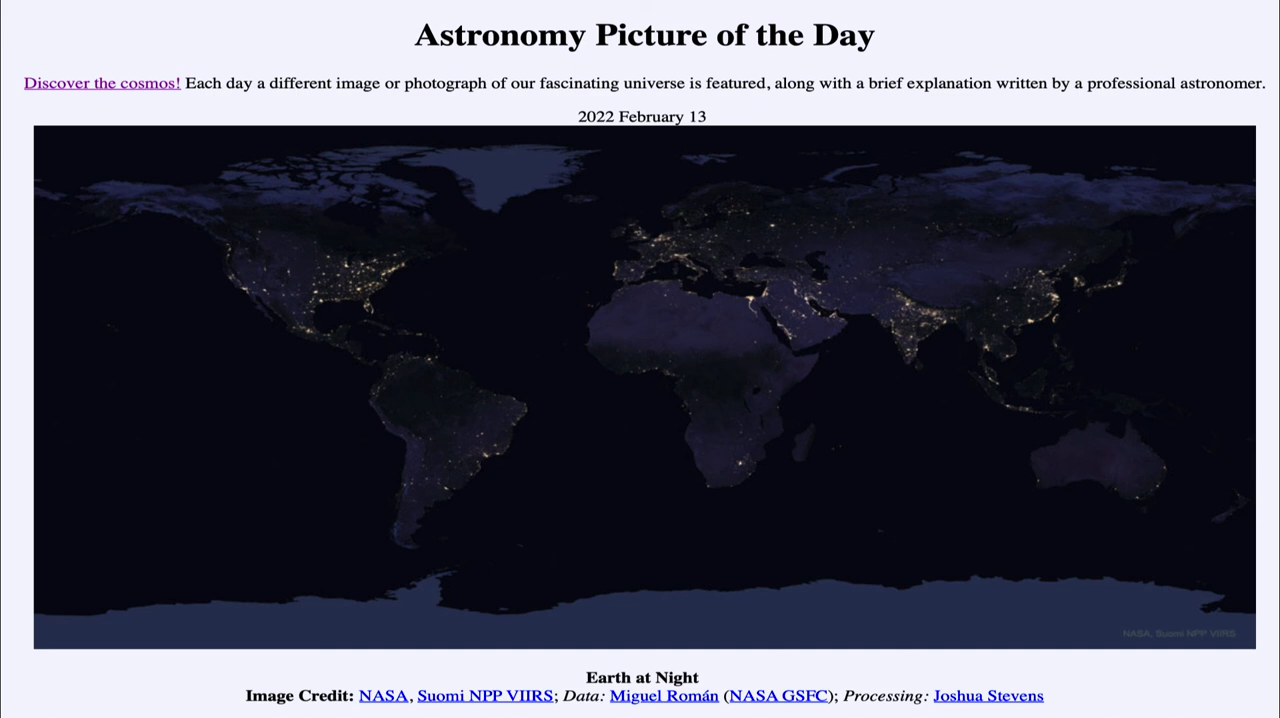 Astronomy Picture of the Day
Discover the cosmos! Each day a different image or photograph of our fascinating universe is featured, along with a brief explanation written by a professional astronomer.
2022 February 13
NASA, Suomi NPP VIIRS
Earth at Night
Image Credit: NASA, Suomi NPP VIIRS; Data: Miguel Román (NASA GSFC); Processing: Joshua Stevens